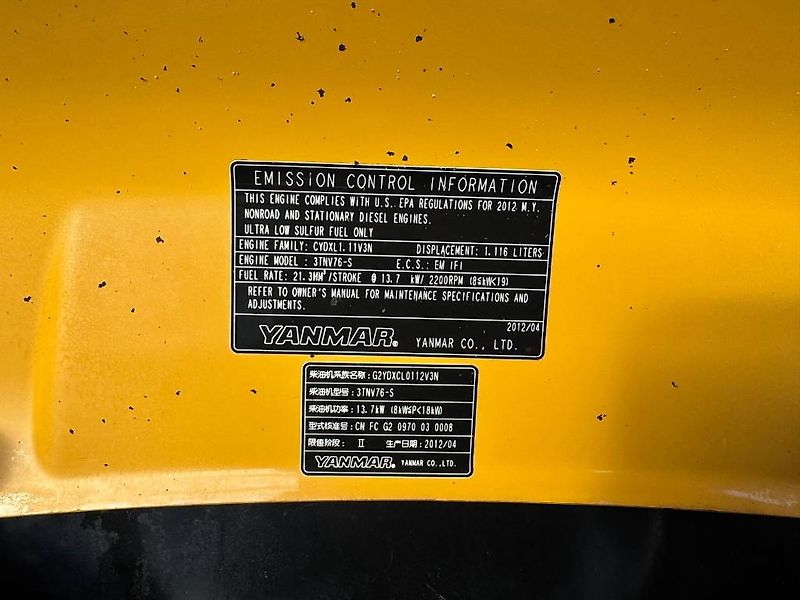 EMISSION CONTROL INFORMATION
THIS ENGINE COMPLIES WITH U.S. EPA REGULATIONS FOR 2012 M.Y.
NONROAD AND STATIONARY DIESEL ENGINES.
ULTRA LOW SULFUR FUEL ONLY
ENGINE FAMILY: CYDXL1.11V3N DISPLACEMENT: 1.116 LITERS
ENGINE MODEL : 3TNV76-S E.C.S.: EM IFI
FUEL RATE: 21.3MM³/STROKE @ 13.7 kW/ 2200RPM (8≤kW<19)
REFER TO OWNER'S MANUAL FOR MAINTENANCE SPECIFICATIONS AND
ADJUSTMENTS.
2012/04
YANMAR® YANMAR CO., LTD.
柴油机系族名称: G2YDXCL0112V3N
柴油机型号: 3TNV76-S
柴油机功率: 13.7kW (8kW≤P<18kW)
型式核准号: CN FC G2 0970 03 0008
限值阶段: Ⅱ 生产日期: 2012/04
YANMAR® YANMAR CO.,LTD.